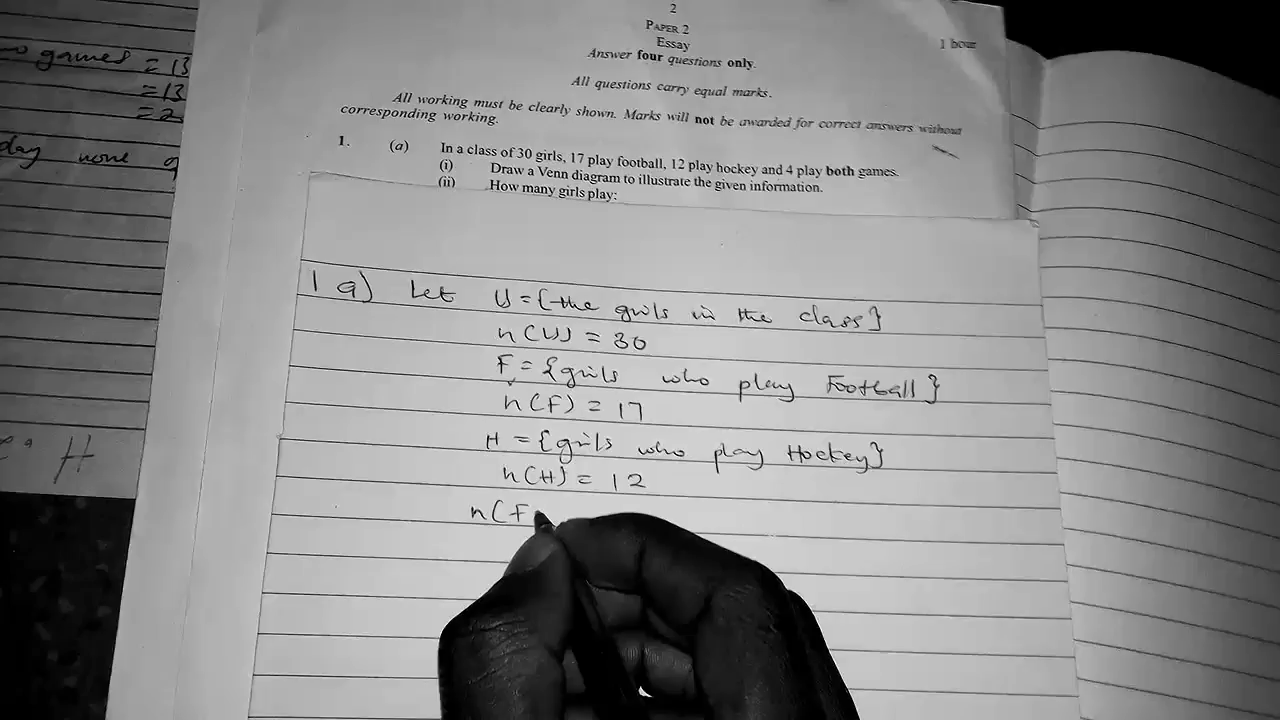 games = 13
= 13
= 2
play none
H
2
PAPER 2
Essay
1 hour
Answer four questions only.
All questions carry equal marks.
All working must be clearly shown. Marks will not be awarded for correct answers without
corresponding working.
1. (a) In a class of 30 girls, 17 play football, 12 play hockey and 4 play both games.
(i) Draw a Venn diagram to illustrate the given information.
(ii) How many girls play:
1 a) Let U = {the girls in the class}
n(U) = 30
F = {girls who play Football}
n(F) = 17
H = {girls who play Hockey}
n(H) = 12
n(F